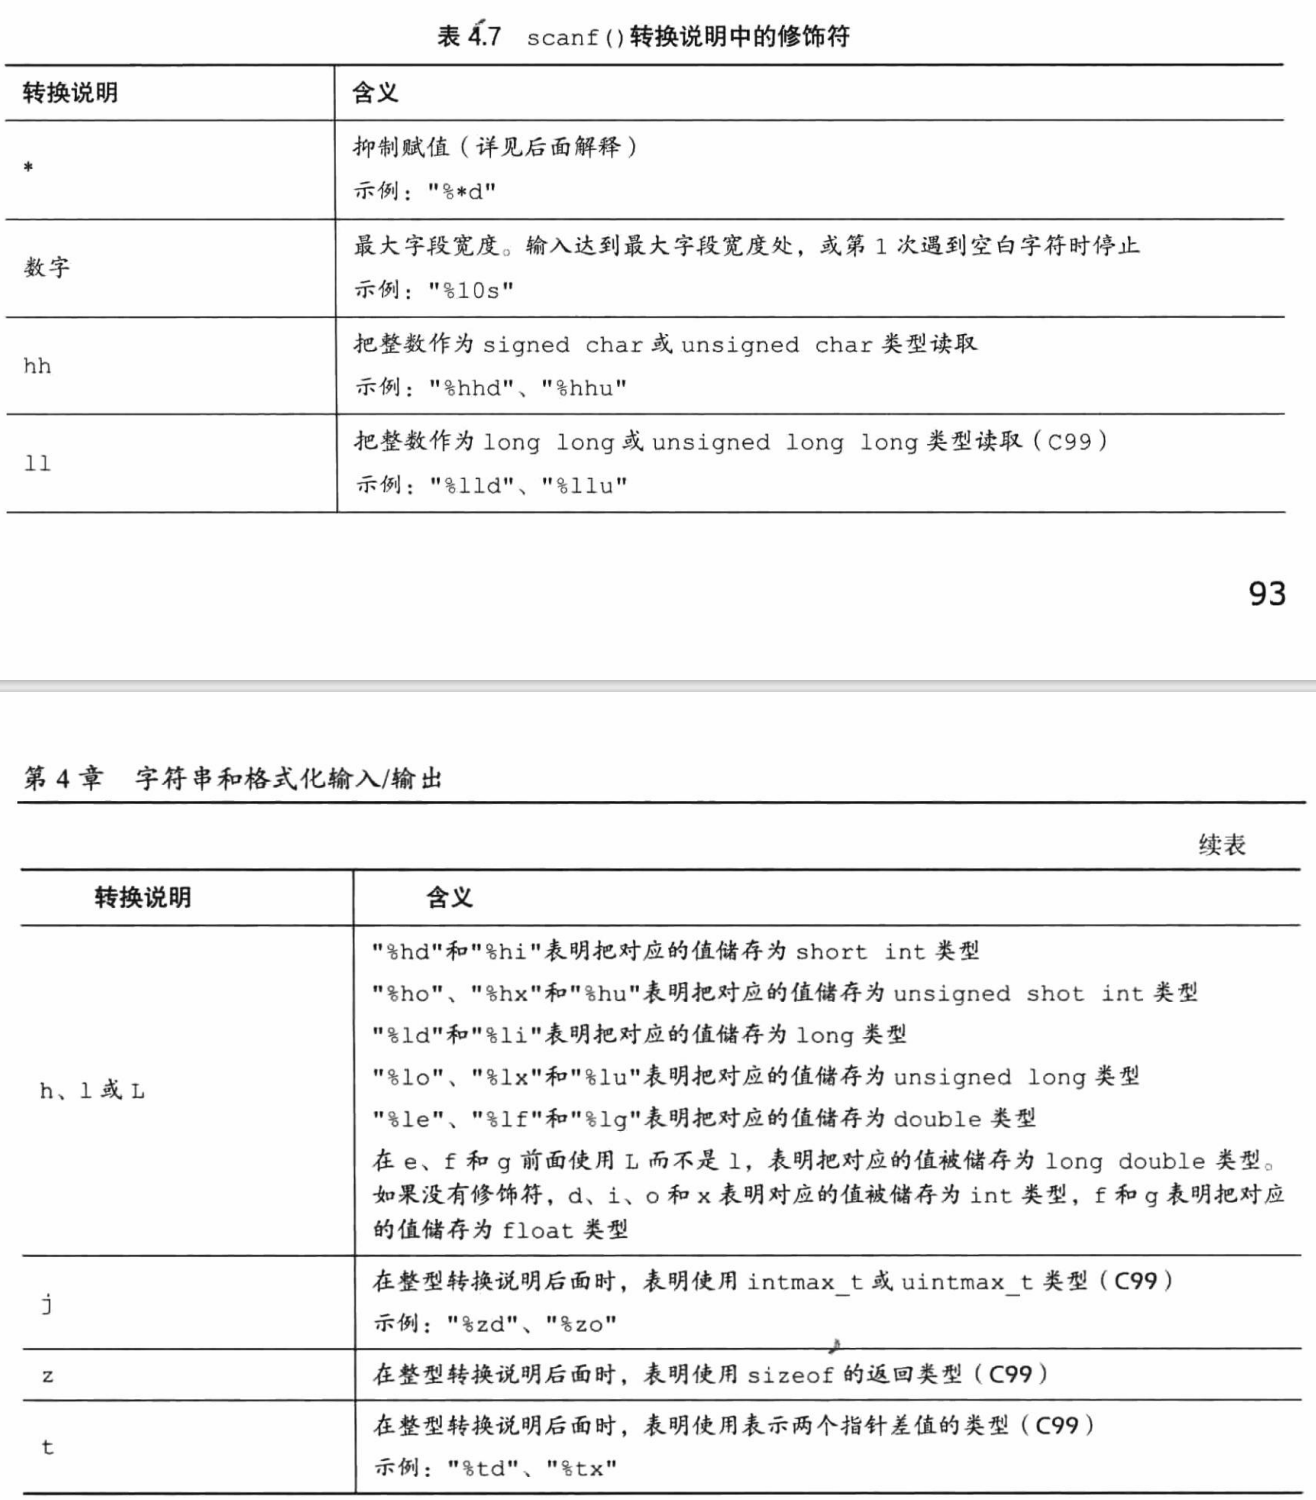 表 4.7 scanf()转换说明中的修饰符
转换说明 含义
*
抑制赋值（详见后面解释）
示例："%*d"
数字
最大字段宽度。输入达到最大字段宽度处，或第 1 次遇到空白字符时停止
示例："%10s"
hh
把整数作为 signed char 或 unsigned char 类型读取
示例："%hhd"、"%hhu"
ll
把整数作为 long long 或 unsigned long long 类型读取（C99）
示例："%lld"、"%llu"
93
第 4 章 字符串和格式化输入/输出
续表
转换说明 含义
h、l 或 L
"%hd"和"%hi"表明把对应的值储存为 short int 类型
"%ho"、"%hx"和"%hu"表明把对应的值储存为 unsigned shot int 类型
"%ld"和"%li"表明把对应的值储存为 long 类型
"%lo"、"%lx"和"%lu"表明把对应的值储存为 unsigned long 类型
"%le"、"%lf"和"%lg"表明把对应的值储存为 double 类型
在 e、f 和 g 前面使用 L 而不是 l，表明把对应的值被储存为 long double 类型。
如果没有修饰符，d、i、o 和 x 表明对应的值被储存为 int 类型，f 和 g 表明把对应
的值储存为 float 类型
j
在整型转换说明后面时，表明使用 intmax_t 或 uintmax_t 类型（C99）
示例："%zd"、"%zo"
z
在整型转换说明后面时，表明使用 sizeof 的返回类型（C99）
t
在整型转换说明后面时，表明使用表示两个指针差值的类型（C99）
示例："%td"、"%tx"